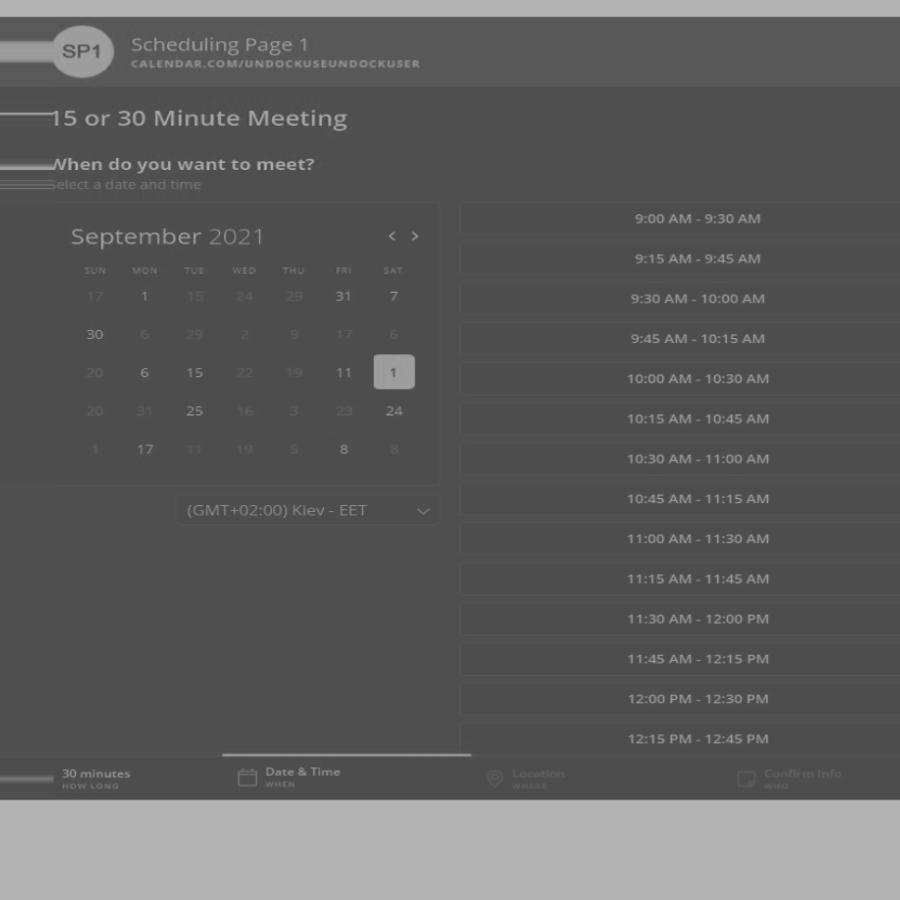 SP1
Scheduling Page 1
CALENDAR.COM/UNDOCKUSEUNDOCKUSER
15 or 30 Minute Meeting
When do you want to meet?
elect a date and time
September 2021
< >
SUN MON TUE WED THU FRI SAT
17 1 15 24 29 31 7
30 6 29 2 9 17 6
20 6 15 22 19 11 1
20 31 25 16 3 23 24
1 17 11 19 5 8 8
(GMT+02:00) Kiev - EET
9:00 AM - 9:30 AM
9:15 AM - 9:45 AM
9:30 AM - 10:00 AM
9:45 AM - 10:15 AM
10:00 AM - 10:30 AM
10:15 AM - 10:45 AM
10:30 AM - 11:00 AM
10:45 AM - 11:15 AM
11:00 AM - 11:30 AM
11:15 AM - 11:45 AM
11:30 AM - 12:00 PM
11:45 AM - 12:15 PM
12:00 PM - 12:30 PM
12:15 PM - 12:45 PM
30 minutes
HOW LONG
Date & Time
WHEN
Location
WHERE
Confirm Info
WHO